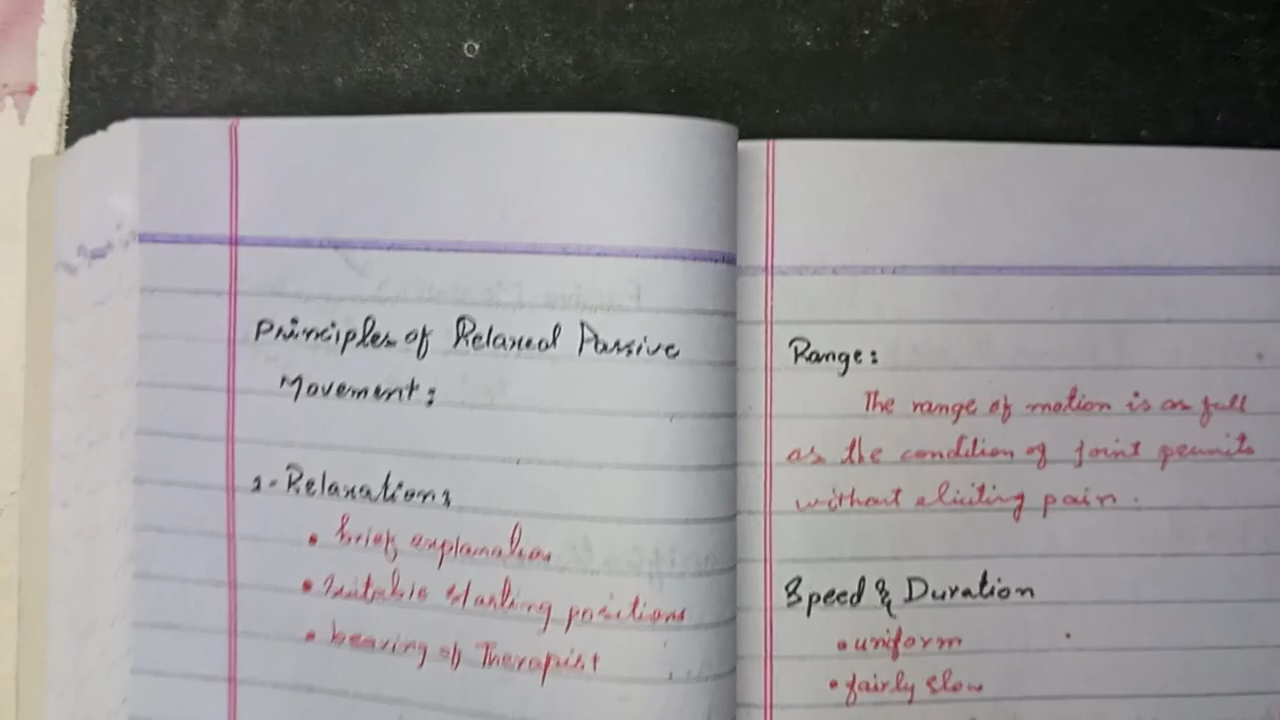 Principles of Relaxed Passive
Movement:
1- Relaxation:
• brief explanation
• Suitable starting positions
• bearing of Therapist
Range:
The range of motion is as full
as the condition of joint permits
without eliciting pain.
Speed & Duration
• uniform
• fairly slow